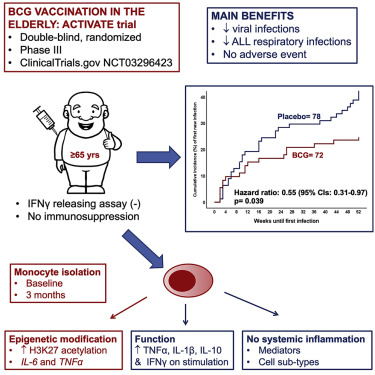 BCG VACCINATION IN THE
ELDERLY: ACTIVATE trial
• Double-blind, randomized
• Phase III
• ClinicalTrials.gov NCT03296423
MAIN BENEFITS
• ↓ viral infections
• ↓ ALL respiratory infections
• No adverse event
≥65 yrs
• IFNγ releasing assay (-)
• No immunosuppression
Cumulative incidence (%) of first new infection
40
30
20
10
0
Placebo= 78
BCG= 72
Hazard ratio: 0.55 (95% CIs: 0.31-0.97)
p= 0.039
0 4 8 12 16 20 24 28 32 36 40 44 48 52
Weeks until first infection
Monocyte isolation
• Baseline
• 3 months
Epigenetic modification
• ↑ H3K27 acetylation
IL-6 and TNFα
Function
• ↑ TNFα, IL-1β, IL-10
& IFNγ on stimulation
No systemic inflammation
• Mediators
• Cell sub-types